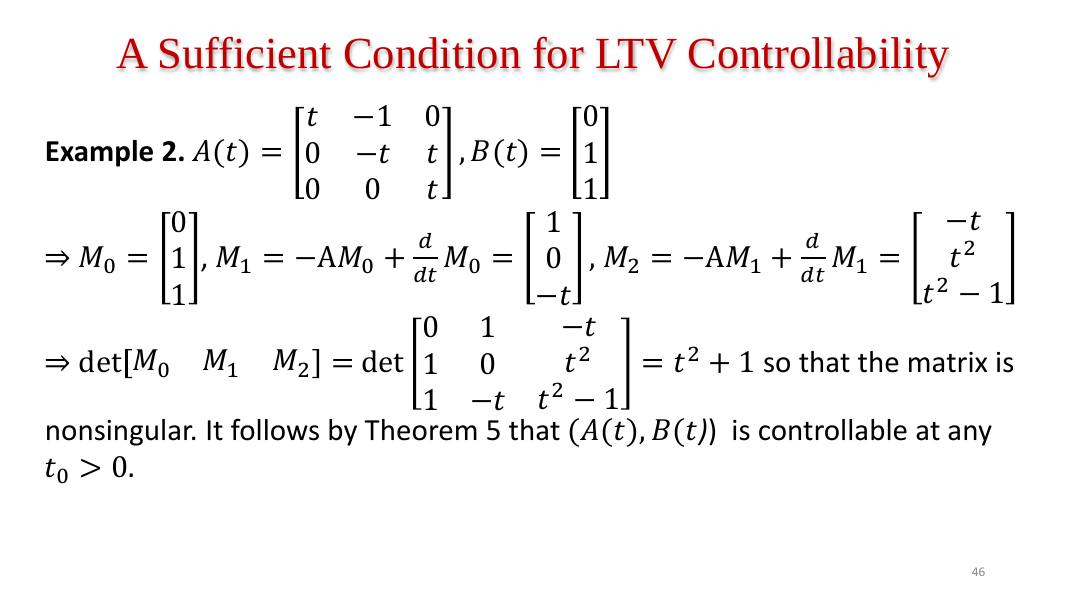 A Sufficient Condition for LTV Controllability
Example 2. 𝐴(𝑡) = [𝑡 −1 0; 0 −𝑡 𝑡; 0 0 𝑡], 𝐵(𝑡) = [0; 1; 1]
⇒ 𝑀₀ = [0; 1; 1], 𝑀₁ = −A𝑀₀ + 𝑑/𝑑𝑡 𝑀₀ = [1; 0; −𝑡], 𝑀₂ = −A𝑀₁ + 𝑑/𝑑𝑡 𝑀₁ = [−𝑡; 𝑡²; 𝑡² − 1]
⇒ det[𝑀₀ 𝑀₁ 𝑀₂] = det [0 1 −𝑡; 1 0 𝑡²; 1 −𝑡 𝑡² − 1] = 𝑡² + 1 so that the matrix is
nonsingular. It follows by Theorem 5 that (𝐴(𝑡), 𝐵(𝑡)) is controllable at any
𝑡₀ > 0.
46